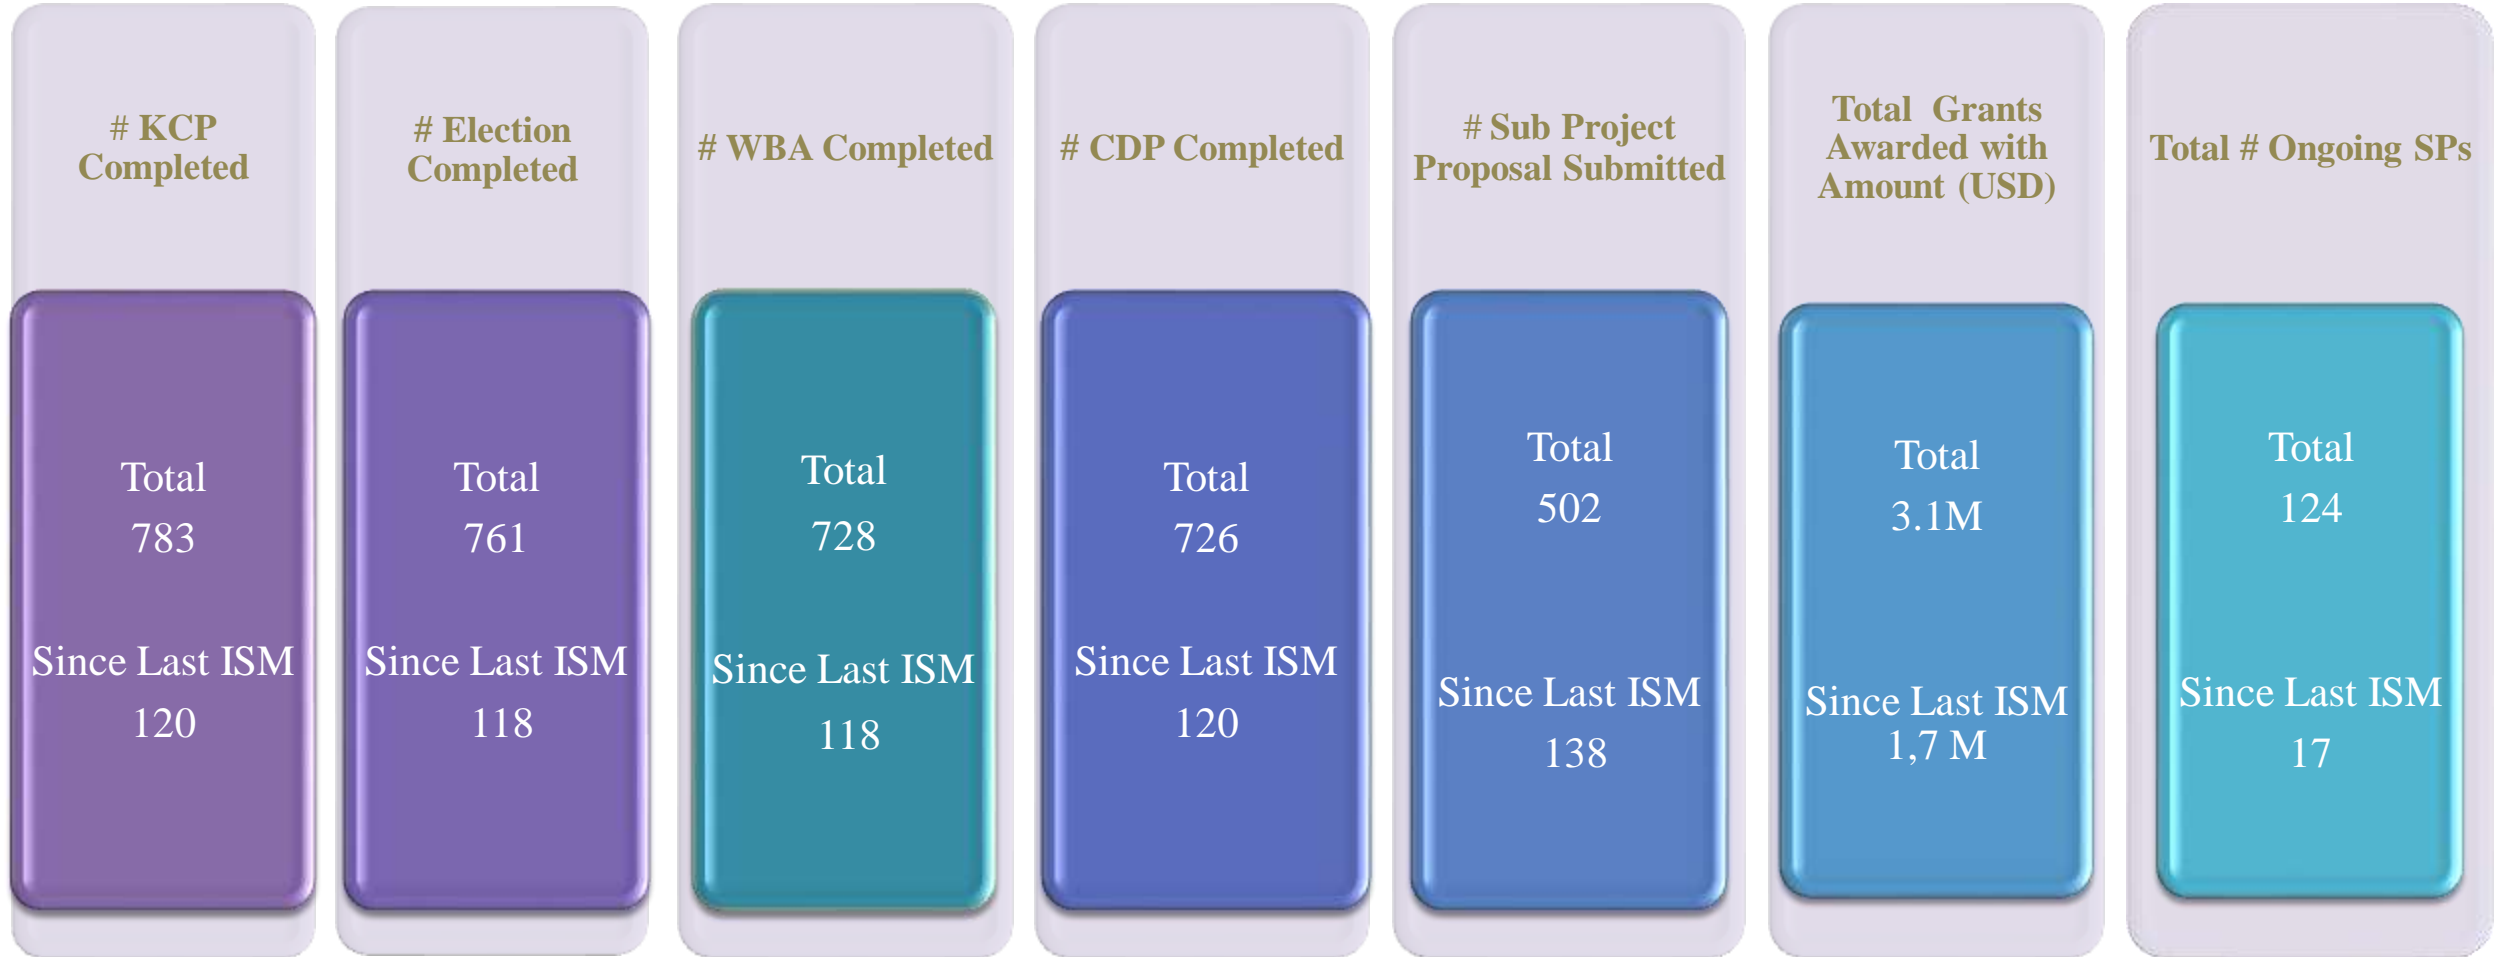 # KCP
Completed
Total
783
Since Last ISM
120
# Election
Completed
Total
761
Since Last ISM
118
# WBA Completed
Total
728
Since Last ISM
118
# CDP Completed
Total
726
Since Last ISM
120
# Sub Project
Proposal Submitted
Total
502
Since Last ISM
138
Total Grants
Awarded with
Amount (USD)
Total
3.1M
Since Last ISM
1,7 M
Total # Ongoing SPs
Total
124
Since Last ISM
17